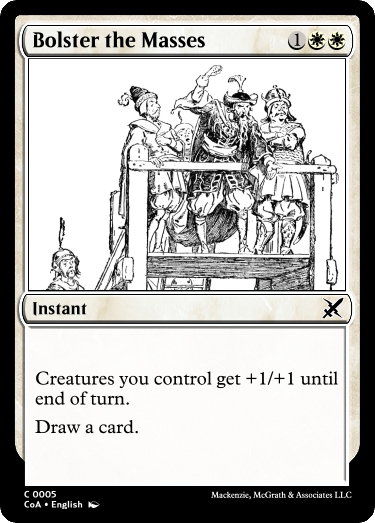 Bolster the Masses 1
Instant
Creatures you control get +1/+1 until
end of turn.
Draw a card.
C 0005
CoA • English
Mackenzie, McGrath & Associates LLC